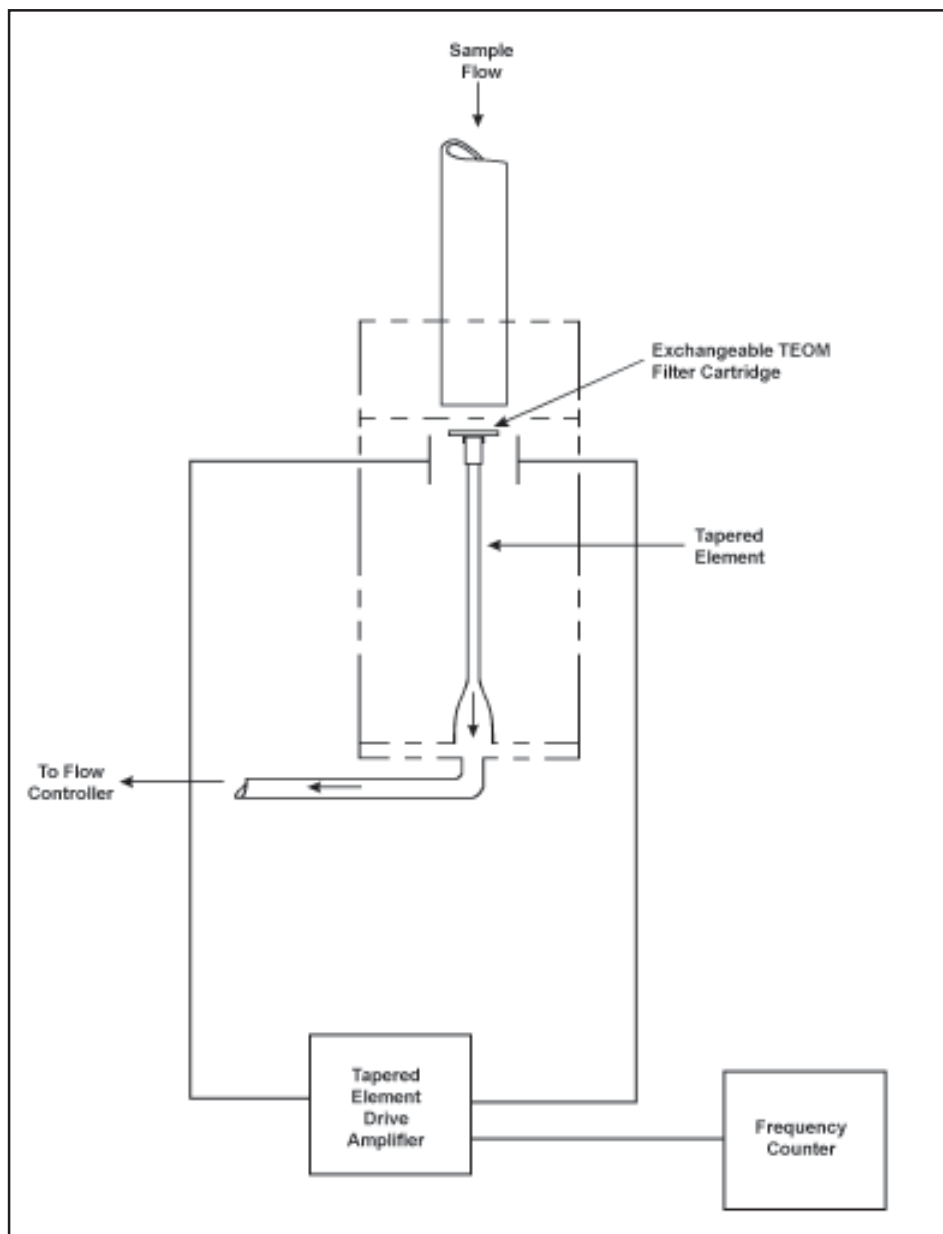 Sample
Flow
Exchangeable TEOM
Filter Cartridge
Tapered
Element
To Flow
Controller
Tapered
Element
Drive
Amplifier
Frequency
Counter